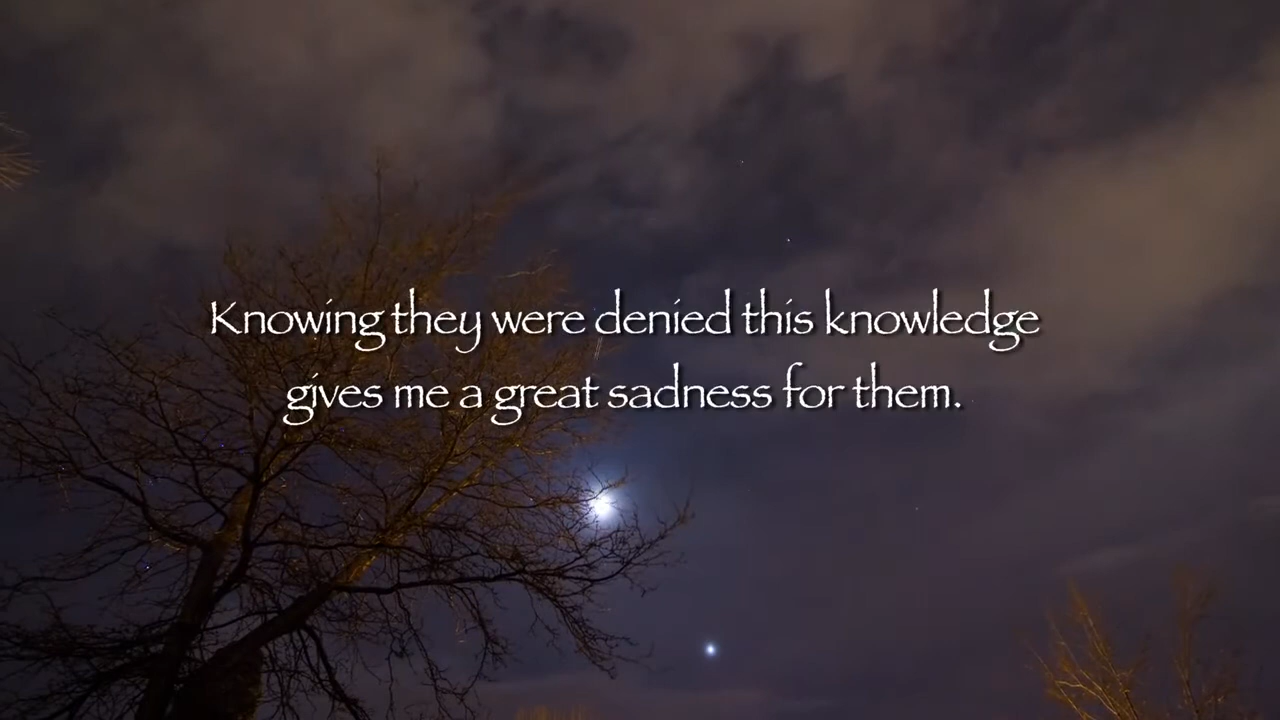 Knowing they were denied this knowledge
gives me a great sadness for them.